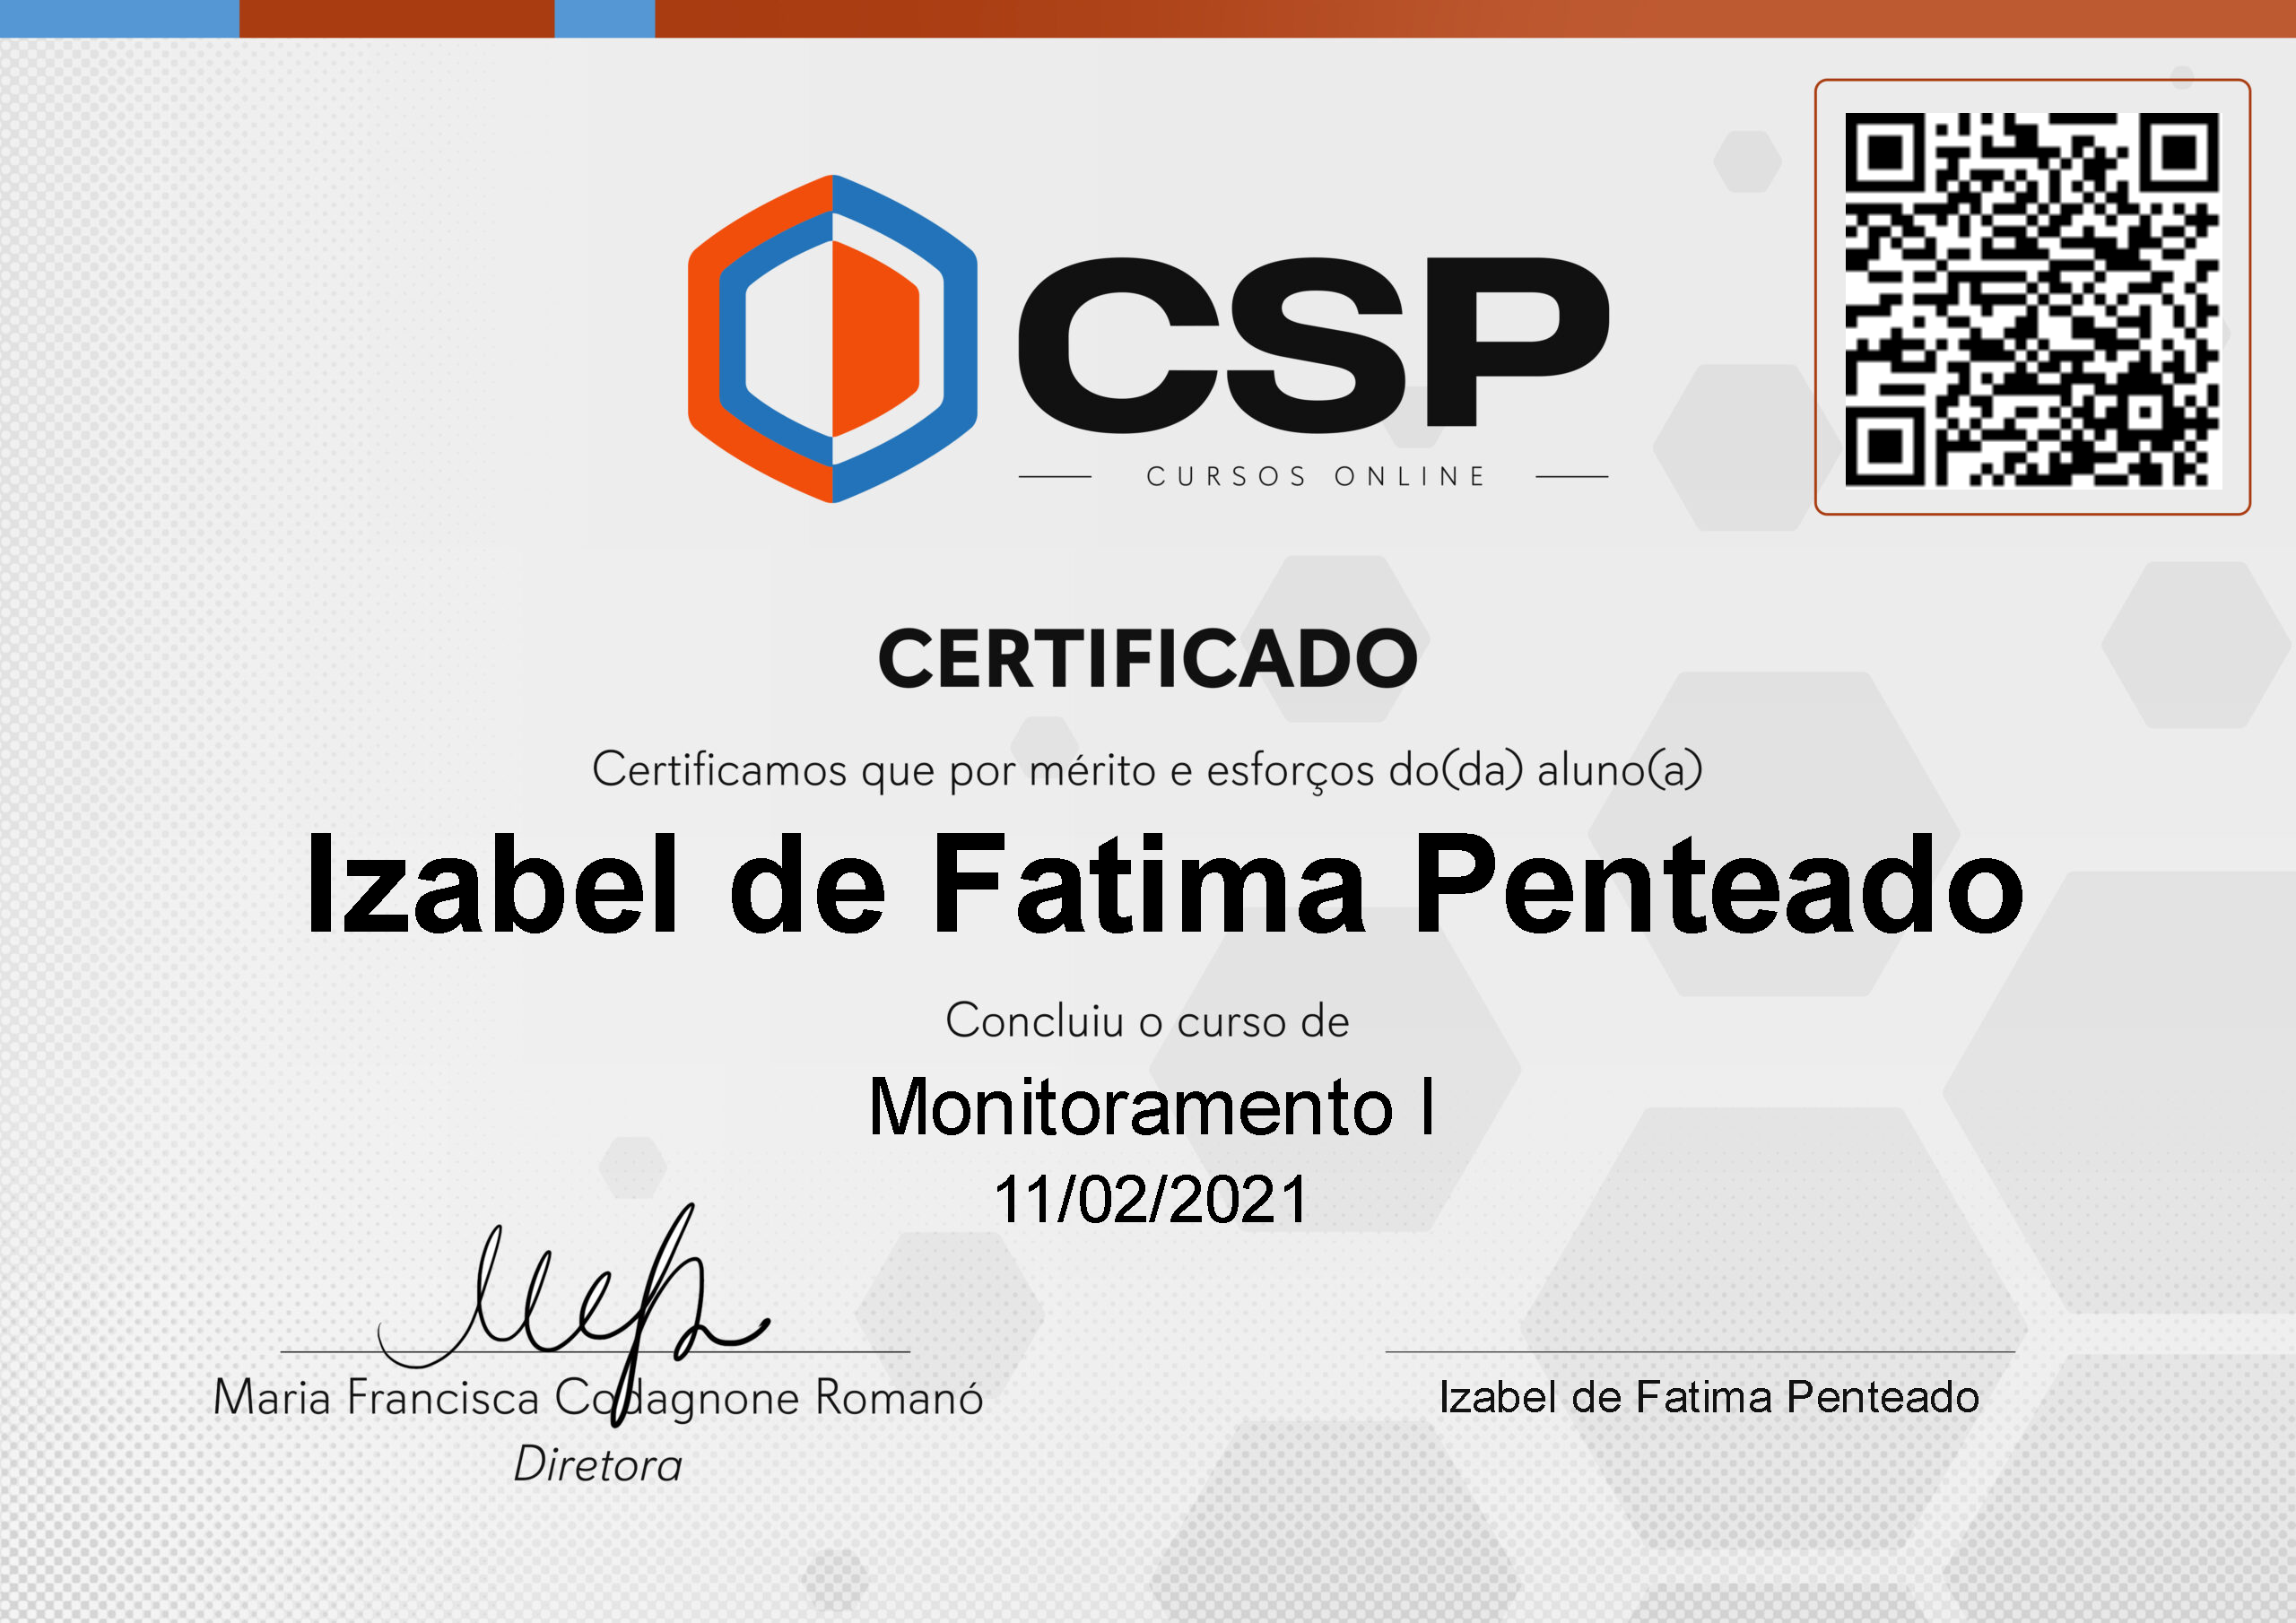 CSP
CURSOS ONLINE
CERTIFICADO
Certificamos que por mérito e esforços do(da) aluno(a)
Izabel de Fatima Penteado
Concluiu o curso de
Monitoramento I
11/02/2021
Maria Francisca Codagnone Romanó
Diretora
Izabel de Fatima Penteado